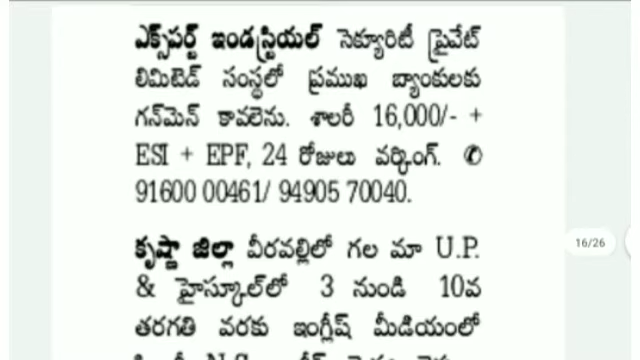 ఎక్స్‌పర్ట్ ఇండస్ట్రియల్ సెక్యూరిటీ ప్రైవేట్
లిమిటెడ్ సంస్థలో ప్రముఖ బ్యాంకులకు
గన్‌మెన్ కావలెను. శాలరీ 16,000/- +
ESI + EPF, 24 రోజులు వర్కింగ్. ✆
91600 00461/ 94905 70040.
కృష్ణా జిల్లా వీరవల్లిలో గల మా U.P.
& హైస్కూల్‌లో 3 నుండి 10వ
తరగతి వరకు ఇంగ్లీష్ మీడియంలో
16/26